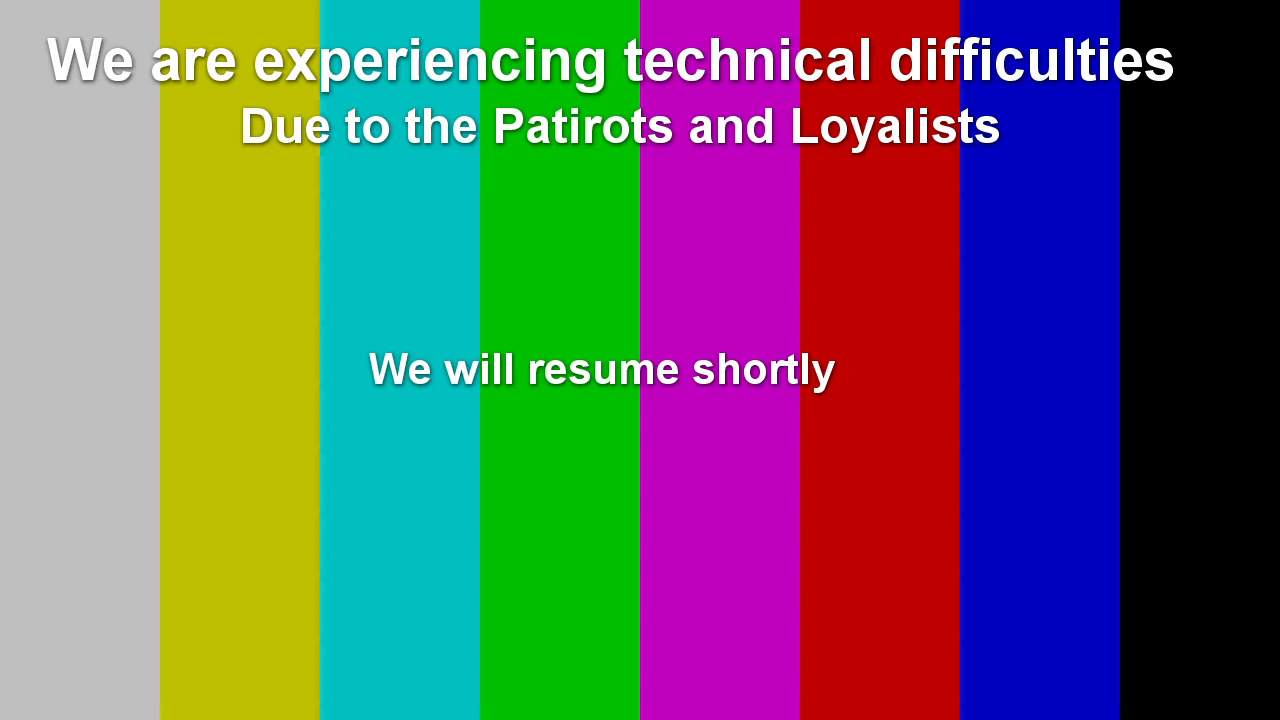 We are experiencing technical difficulties
Due to the Patirots and Loyalists
We will resume shortly